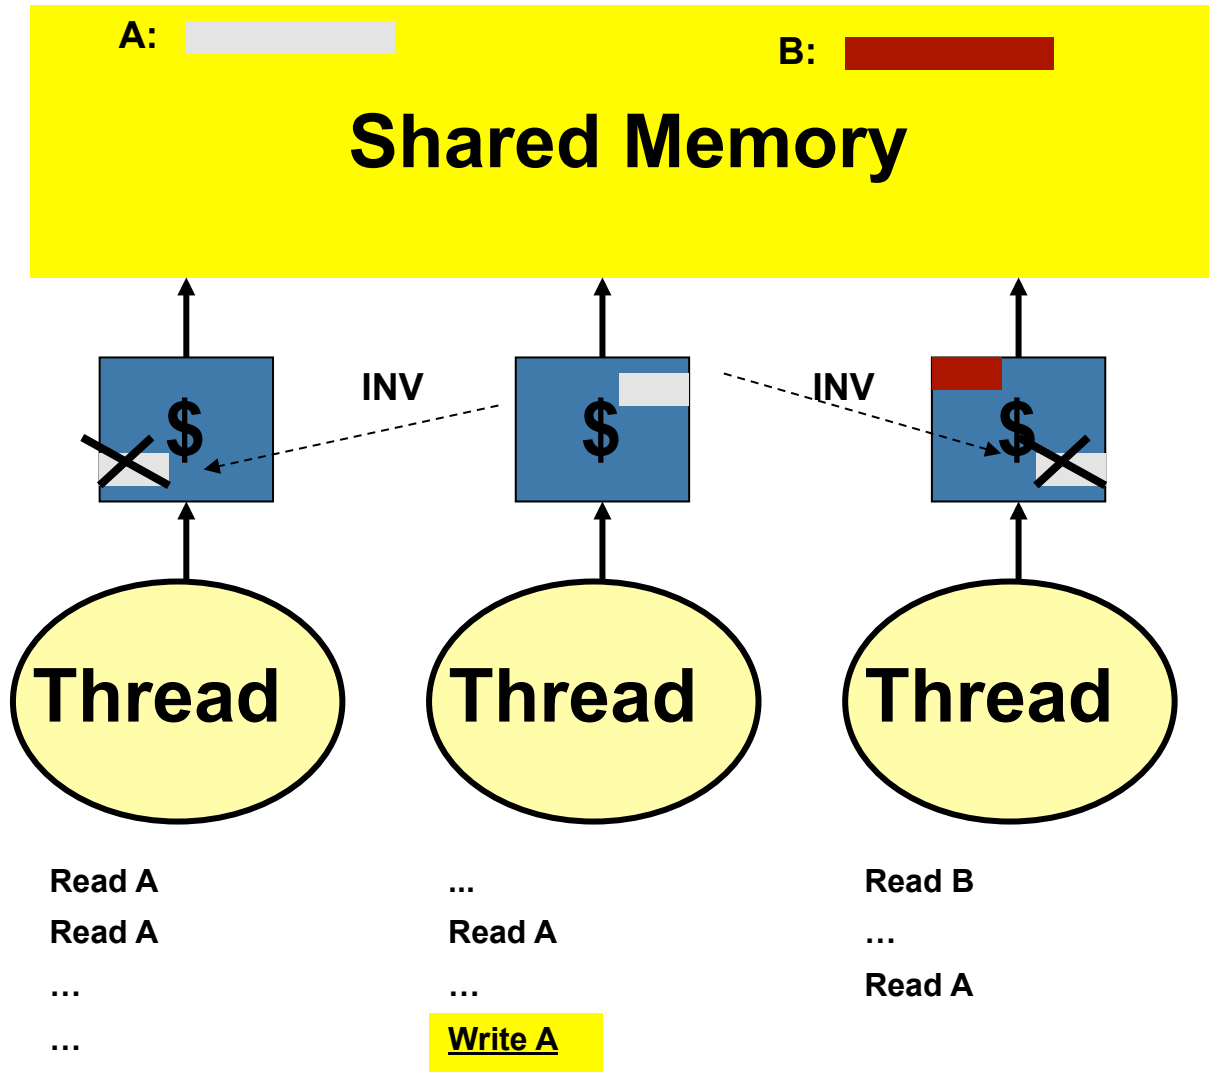 A:
B:
Shared Memory
INV
INV
$
$
$
Thread
Thread
Thread
Read A
...
Read B
Read A
Read A
…
…
…
Read A
…
Write A